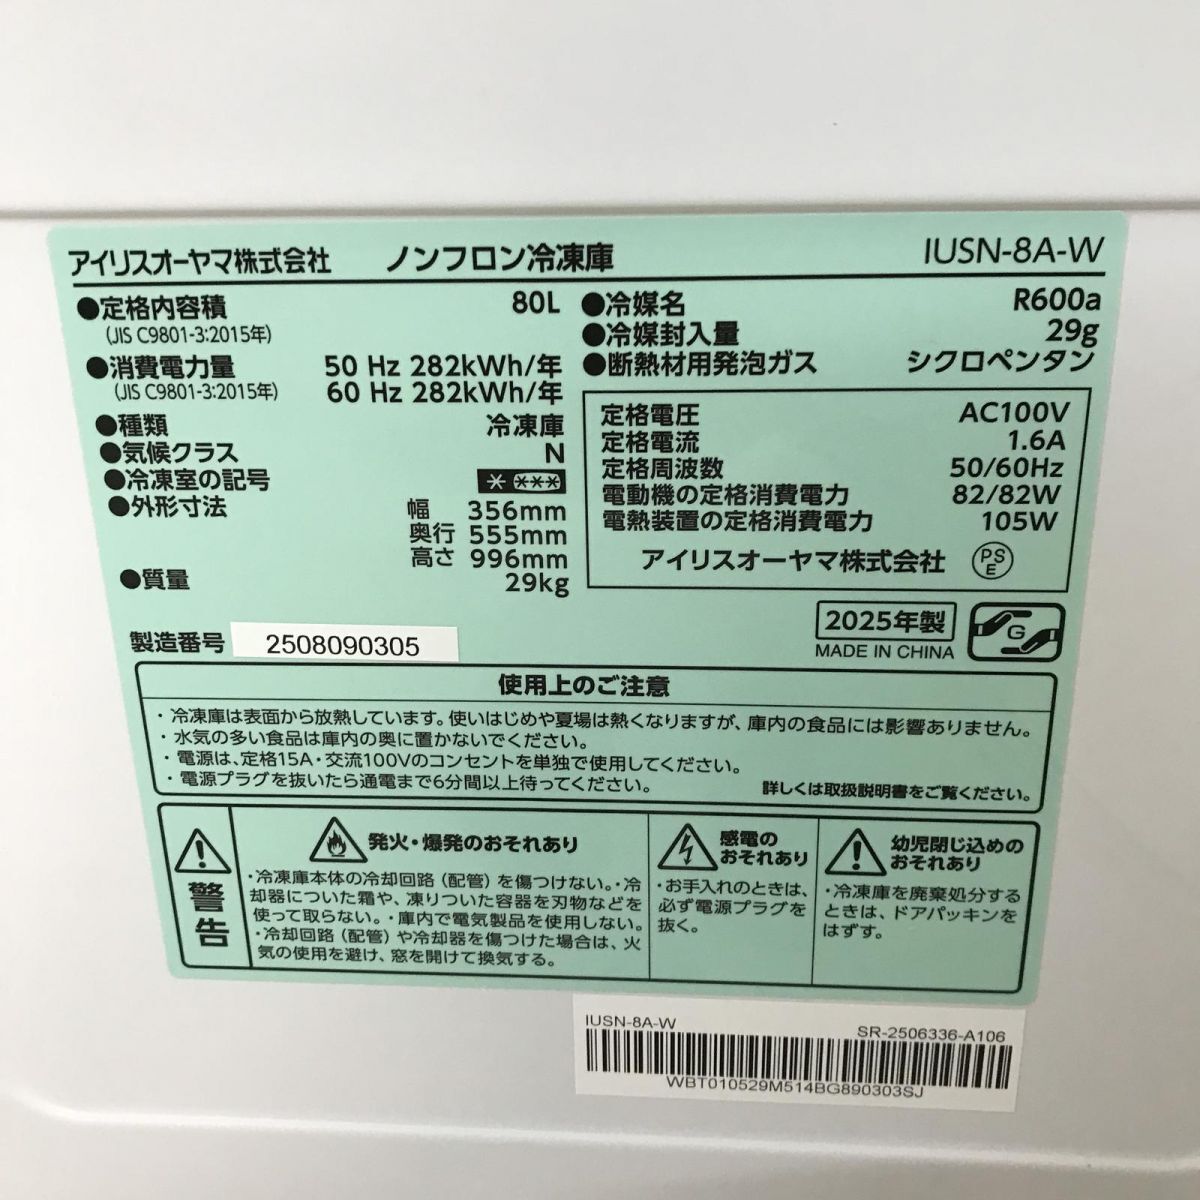 アイリスオーヤマ株式会社 ノンフロン冷凍庫 IUSN-8A-W
●定格内容積 80L
(JIS C9801-3:2015年)
●消費電力量 50 Hz 282kWh/年
(JIS C9801-3:2015年) 60 Hz 282kWh/年
●種類 冷凍庫
●気候クラス N
●冷凍室の記号
●外形寸法 幅 356mm
奥行 555mm
高さ 996mm
●質量 29kg
●冷媒名 R600a
●冷媒封入量 29g
●断熱材用発泡ガス シクロペンタン
定格電圧 AC100V
定格電流 1.6A
定格周波数 50/60Hz
電動機の定格消費電力 82/82W
電熱装置の定格消費電力 105W
アイリスオーヤマ株式会社 PSE
製造番号 2508090305
2025年製
MADE IN CHINA
G
使用上のご注意
・冷凍庫は表面から放熱しています。使いはじめや夏場は熱くなりますが、庫内の食品には影響ありません。
・水気の多い食品は庫内の奥に置かないでください。
・電源は、定格15A・交流100Vのコンセントを単独で使用してください。
・電源プラグを抜いたら通電まで6分間以上待ってください。
詳しくは取扱説明書をご覧ください。
警告
発火・爆発のおそれあり
・冷凍庫本体の冷却回路（配管）を傷つけない。・冷
却器についた霜や、凍りついた容器を刃物などを
使って取らない。・庫内で電気製品を使用しない。
・冷却回路（配管）や冷却器を傷つけた場合は、火
気の使用を避け、窓を開けて換気する。
感電の
おそれあり
・お手入れのときは、
必ず電源プラグを
抜く。
幼児閉じ込めの
おそれあり
・冷凍庫を廃棄処分する
ときは、ドアパッキンを
はずす。
IUSN-8A-W SR-2506336-A106
WBT010529M514BG890303SJ